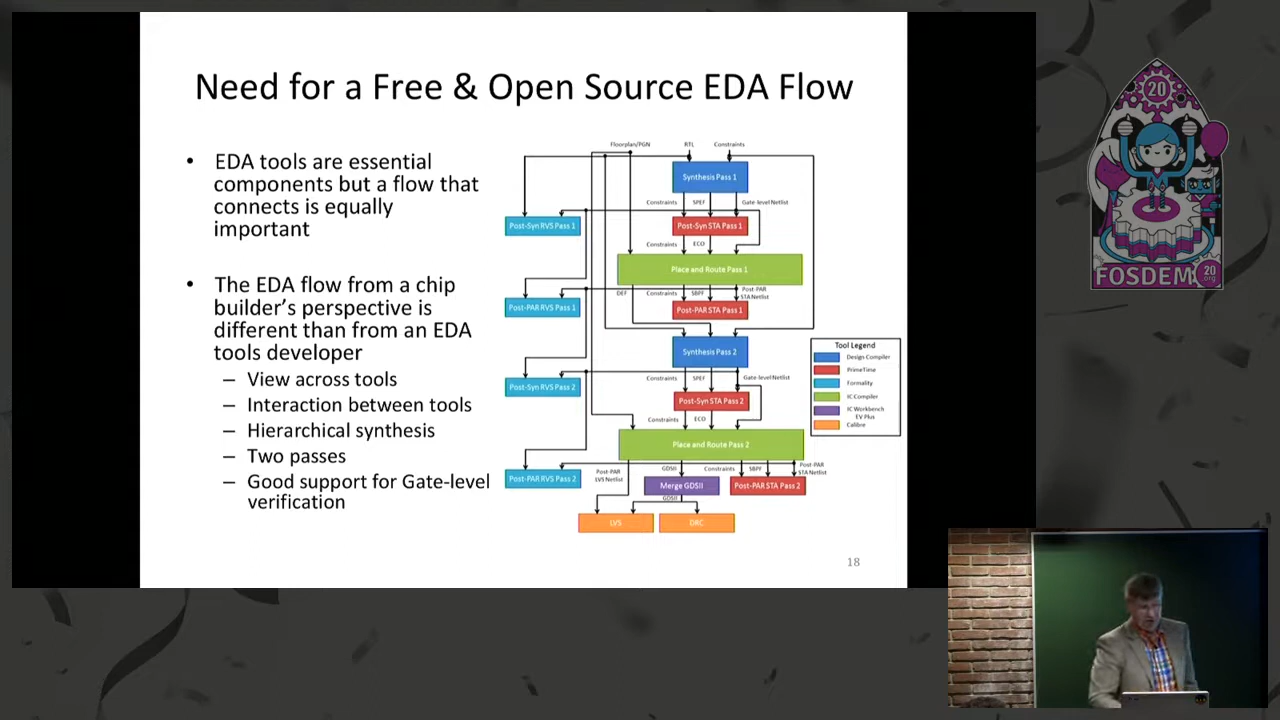 Need for a Free & Open Source EDA Flow
• EDA tools are essential
components but a flow that
connects is equally
important
• The EDA flow from a chip
builder's perspective is
different than from an EDA
tools developer
– View across tools
– Interaction between tools
– Hierarchical synthesis
– Two passes
– Good support for Gate-level
verification
Floorplan/PGN RTL Constraints
Synthesis Pass 1
Constraints SPEF Gate-level Netlist
Post-Syn RVS Pass 1
Post-Syn STA Pass 1
Constraints ECO
Place and Route Pass 1
DEF Constraints SBPF Post-PAR
STA Netlist
Post-PAR RVS Pass 1
Post-PAR STA Pass 1
Synthesis Pass 2
Constraints SPEF Gate-level Netlist
Post-Syn RVS Pass 2
Post-Syn STA Pass 2
Constraints ECO
Place and Route Pass 2
Post-PAR
LVS Netlist
GDSII Constraints SBPF Post-PAR
STA Netlist
Post-PAR RVS Pass 2
Merge GDSII
Post-PAR STA Pass 2
GDSII
LVS
DRC
Tool Legend
Design Compiler
PrimeTime
Formality
IC Compiler
IC Workbench
EV Plus
Calibre
18
20
FOSDEM
20
.org